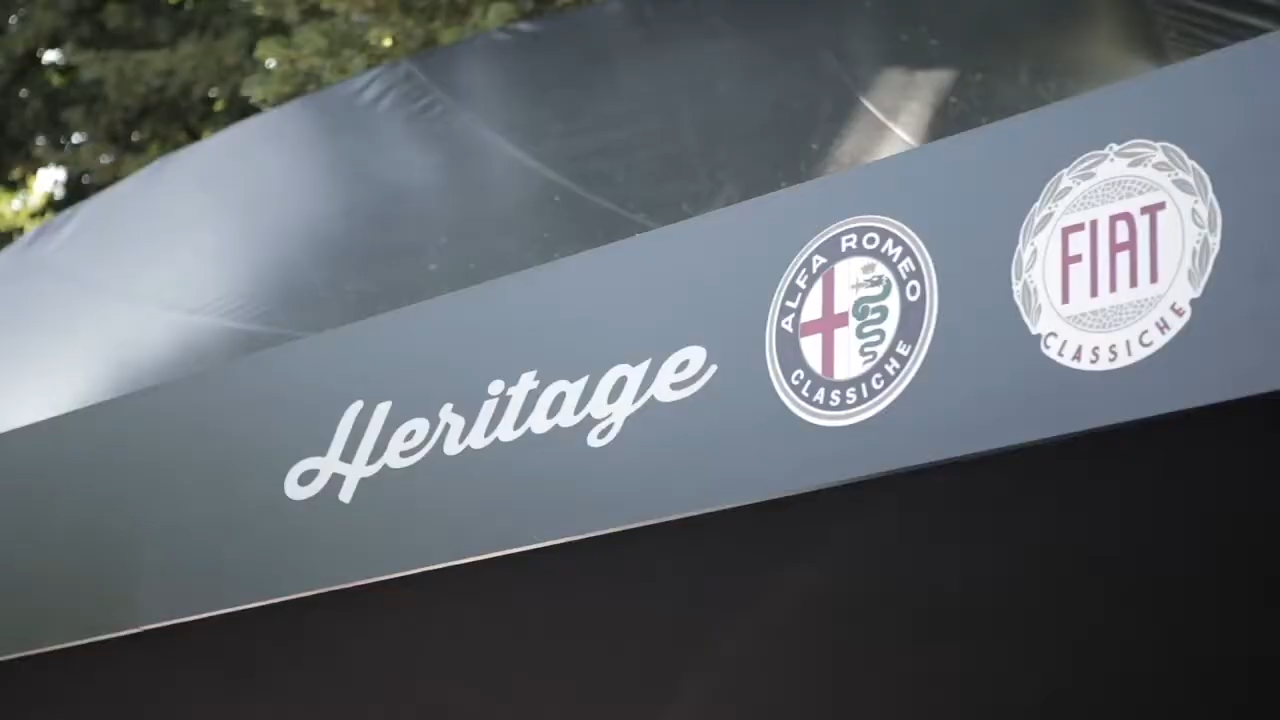 Heritage
ALFA ROMEO
CLASSICHE
FIAT
CLASSICHE